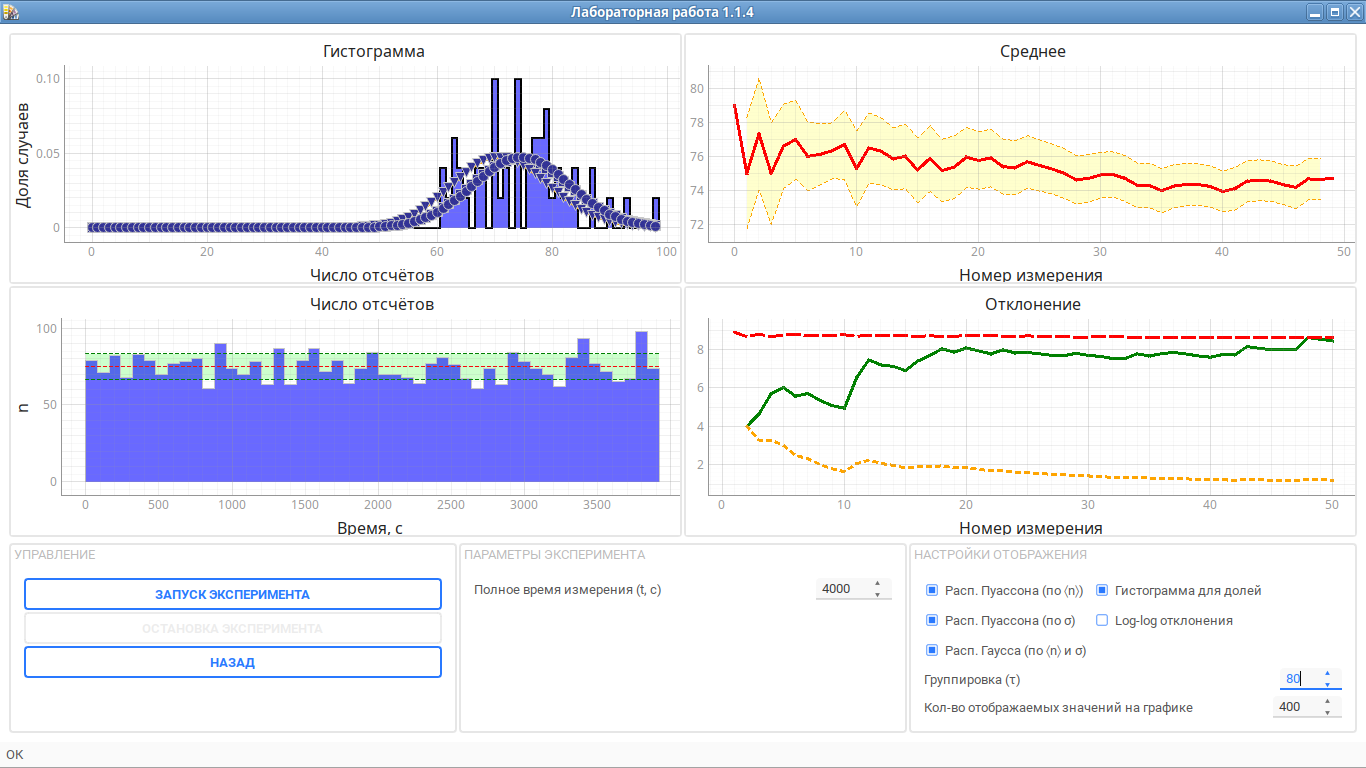 Лабораторная работа 1.1.4
Гистограмма
Доля случаев
0.10
0.05
0
0 20 40 60 80 100
Число отсчётов
Среднее
80
78
76
74
72
0 10 20 30 40 50
Номер измерения
Число отсчётов
n
100
50
0
0 500 1000 1500 2000 2500 3000 3500
Время, с
Отклонение
8
6
4
2
0 10 20 30 40 50
Номер измерения
УПРАВЛЕНИЕ
ЗАПУСК ЭКСПЕРИМЕНТА
ОСТАНОВКА ЭКСПЕРИМЕНТА
НАЗАД
ПАРАМЕТРЫ ЭКСПЕРИМЕНТА
Полное время измерения (t, с) 4000
НАСТРОЙКИ ОТОБРАЖЕНИЯ
Расп. Пуассона (по ⟨n⟩) Гистограмма для долей
Расп. Пуассона (по σ) Log-log отклонения
Расп. Гаусса (по ⟨n⟩ и σ)
Группировка (τ) 80
Кол-во отображаемых значений на графике 400
ОК